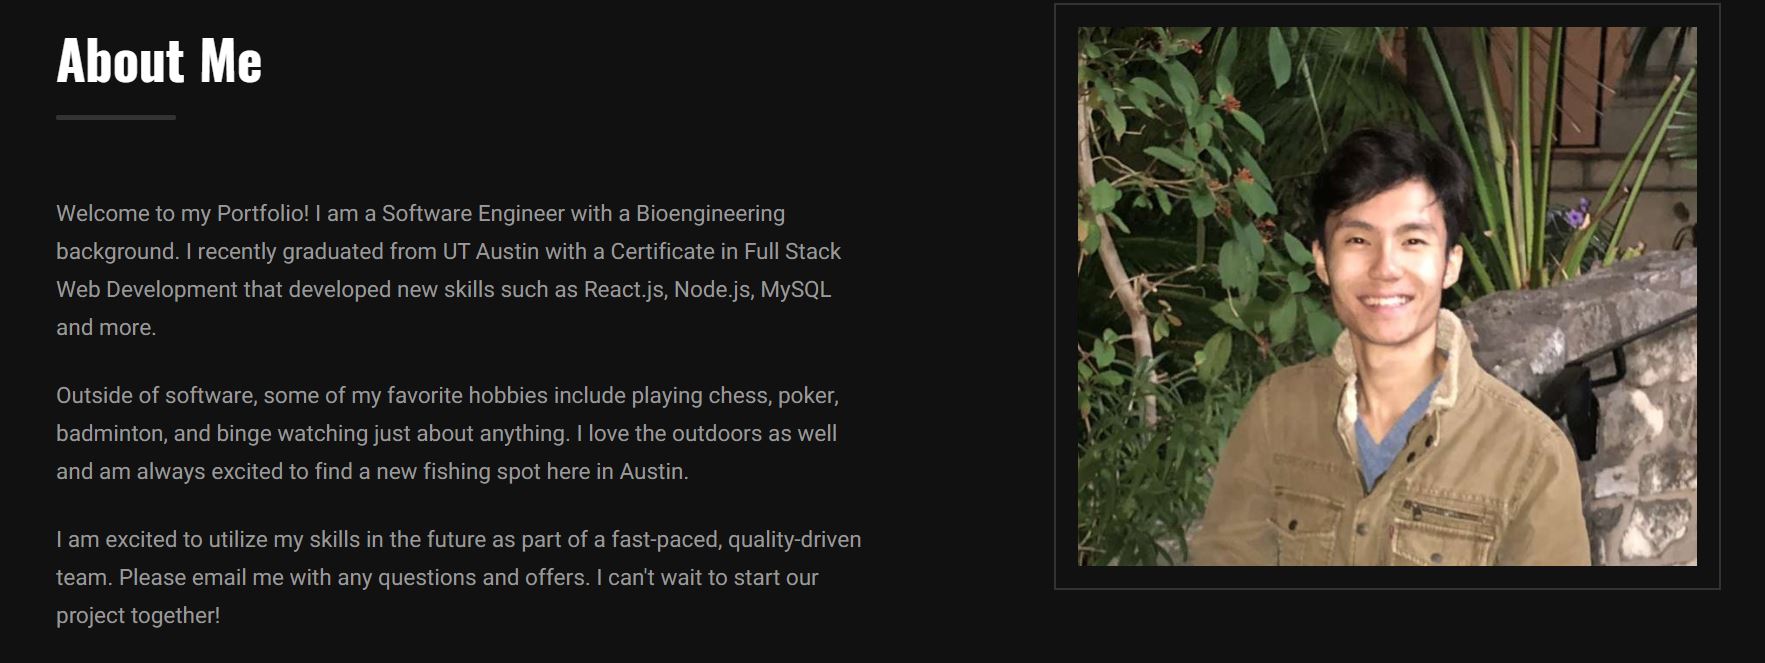 About Me
Welcome to my Portfolio! I am a Software Engineer with a Bioengineering
background. I recently graduated from UT Austin with a Certificate in Full Stack
Web Development that developed new skills such as React.js, Node.js, MySQL
and more.
Outside of software, some of my favorite hobbies include playing chess, poker,
badminton, and binge watching just about anything. I love the outdoors as well
and am always excited to find a new fishing spot here in Austin.
I am excited to utilize my skills in the future as part of a fast-paced, quality-driven
team. Please email me with any questions and offers. I can't wait to start our
project together!